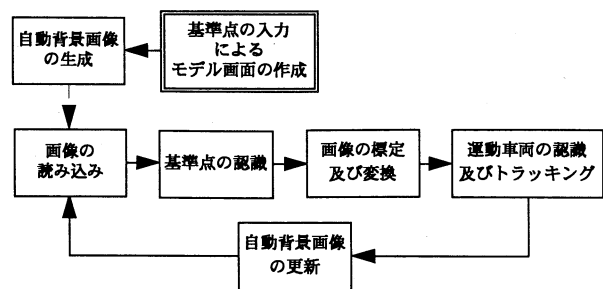 基準点の入力
による
モデル画面の作成
自動背景画像
の生成
画像の
読み込み
基準点の認識
画像の標定
及び変換
運動車両の認識
及びトラッキング
自動背景画像
の更新